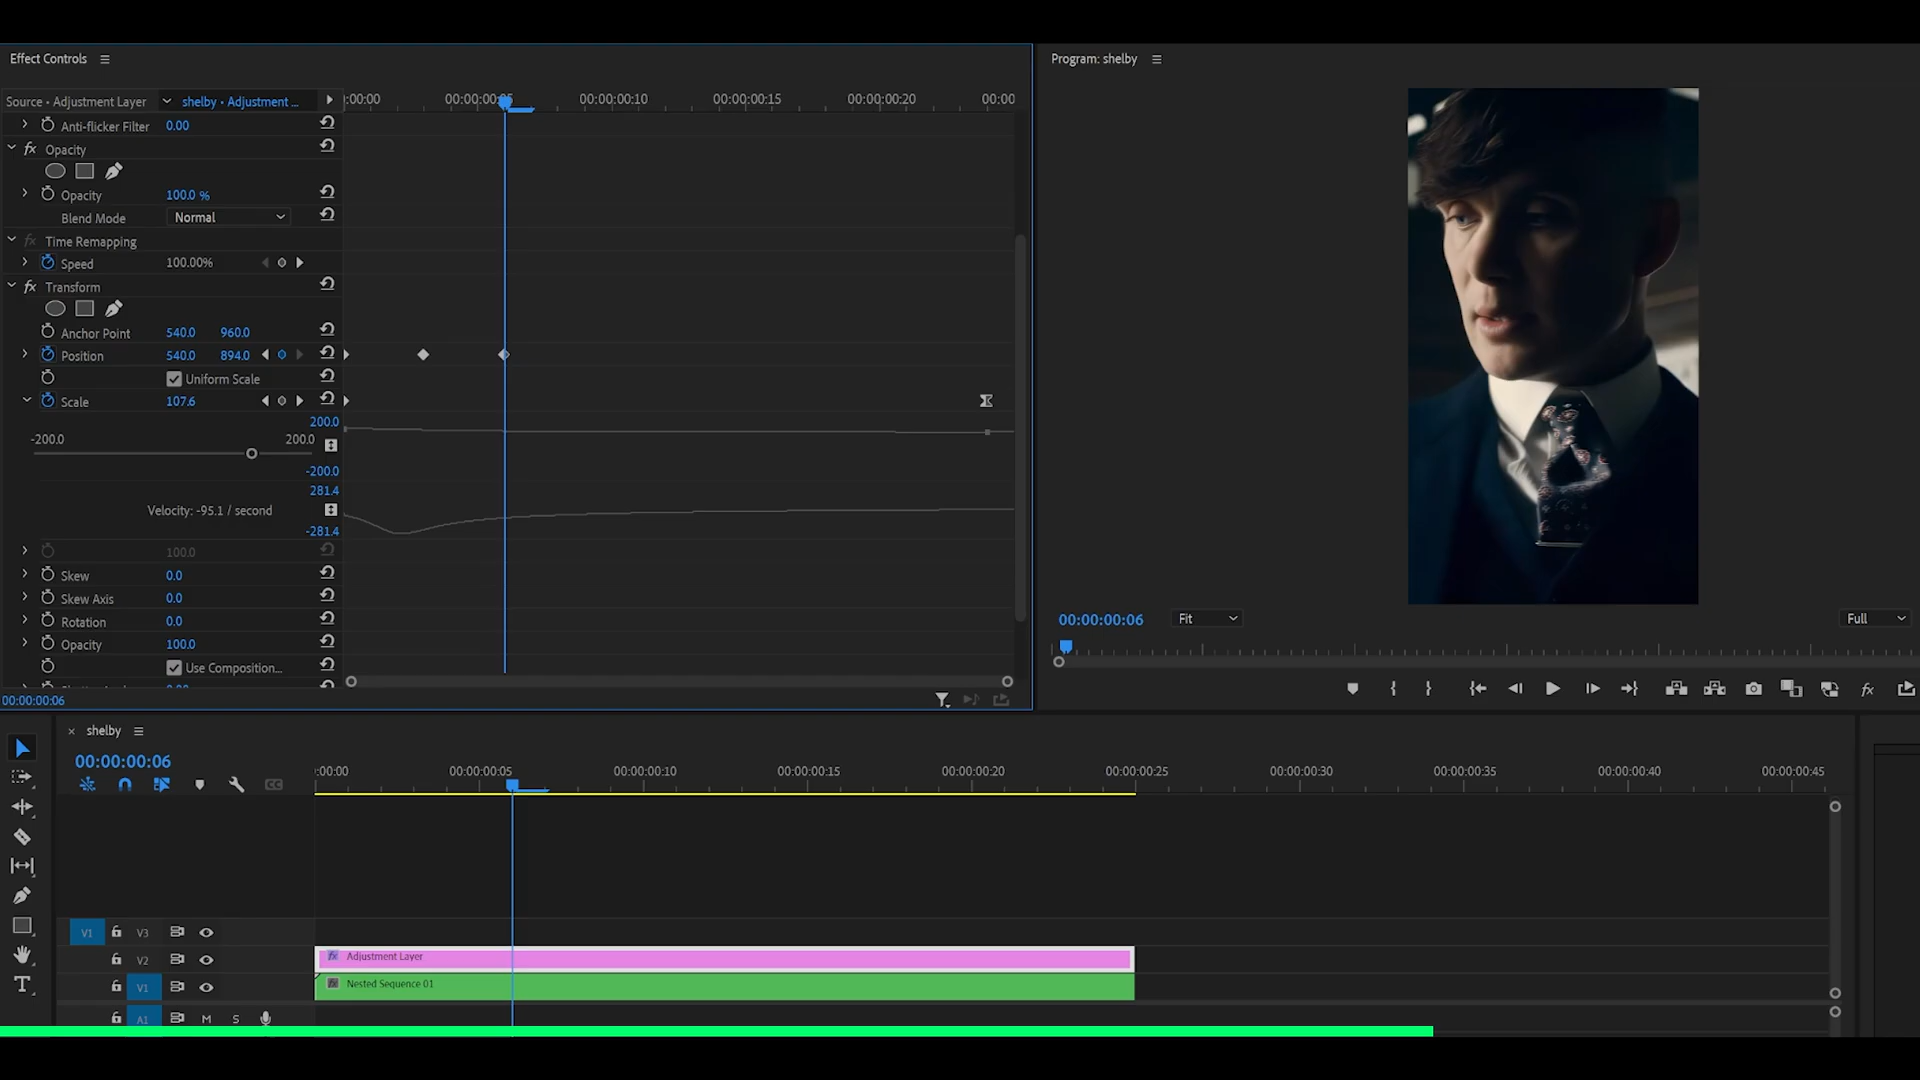 Effect Controls
Source • Adjustment Layer shelby • Adjustment ...
:00:00 00:00:00:05 00:00:00:10 00:00:00:15 00:00:00:20 00:00
Anti-flicker Filter 0.00
fx Opacity
Opacity 100.0 %
Blend Mode Normal
fx Time Remapping
Speed 100.00%
fx Transform
Anchor Point 540.0 960.0
Position 540.0 894.0
Uniform Scale
Scale 107.6
200.0
-200.0 200.0
-200.0
281.4
Velocity: -95.1 / second
-281.4
100.0
Skew 0.0
Skew Axis 0.0
Rotation 0.0
Opacity 100.0
Use Composition...
00:00:00:06
Program: shelby
00:00:00:06 Fit Full
fx
× shelby
00:00:00:06
CC
:00:00 00:00:00:05 00:00:00:10 00:00:00:15 00:00:00:20 00:00:00:25 00:00:00:30 00:00:00:35 00:00:00:40 00:00:00:45
V1 V3
V2 fx Adjustment Layer
V1 fx Nested Sequence 01
A1 M S
T